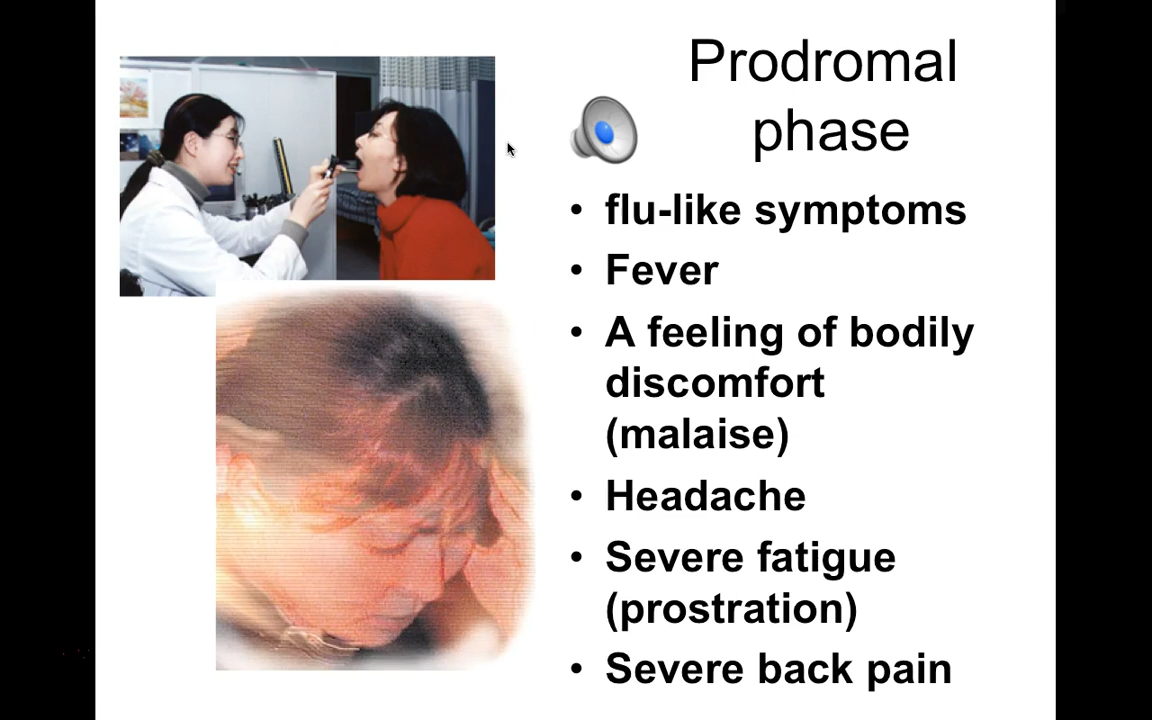 Prodromal
phase
• flu-like symptoms
• Fever
• A feeling of bodily
discomfort
(malaise)
• Headache
• Severe fatigue
(prostration)
• Severe back pain